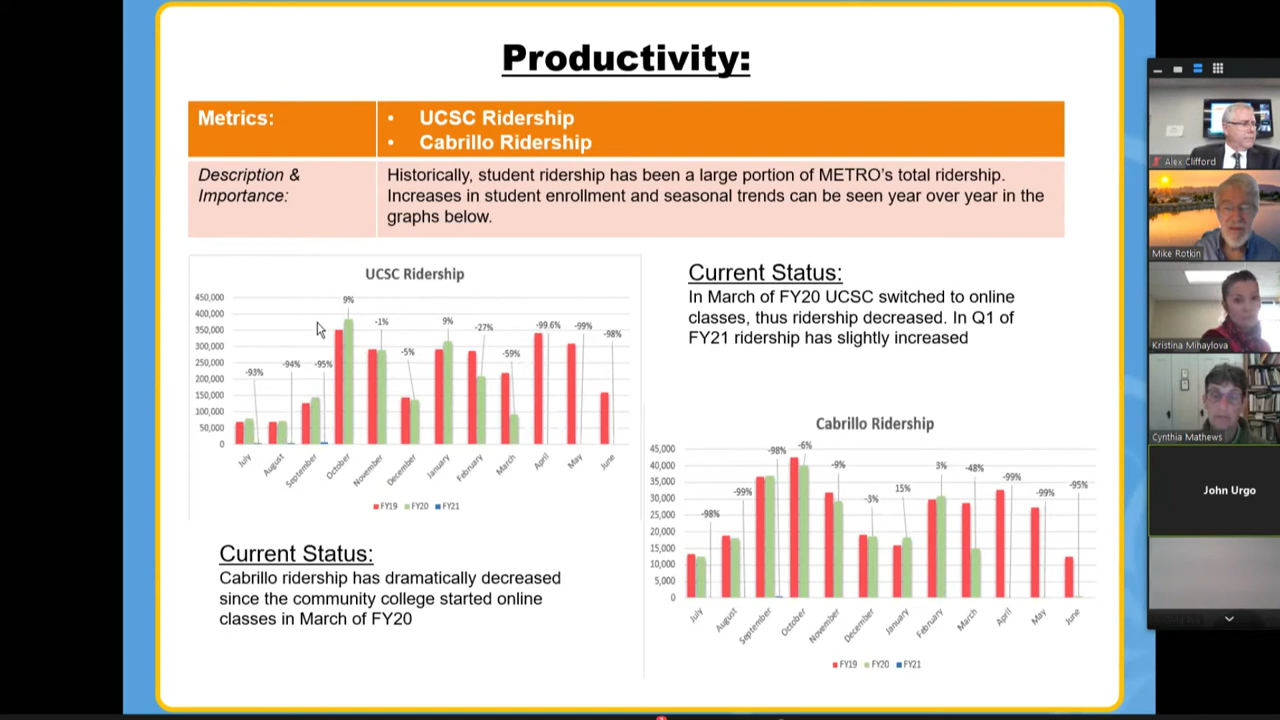 Productivity:
Metrics:
• UCSC Ridership
• Cabrillo Ridership
Description &
Importance:
Historically, student ridership has been a large portion of METRO's total ridership.
Increases in student enrollment and seasonal trends can be seen year over year in the
graphs below.
UCSC Ridership
450,000
400,000
350,000
300,000
250,000
200,000
150,000
100,000
50,000
0
-93%
-94%
-95%
9%
-1%
-5%
9%
-27%
-59%
-99.6%
-99%
-98%
July
August
September
October
November
December
January
February
March
April
May
June
FY19 FY20 FY21
Current Status:
In March of FY20 UCSC switched to online
classes, thus ridership decreased. In Q1 of
FY21 ridership has slightly increased
Current Status:
Cabrillo ridership has dramatically decreased
since the community college started online
classes in March of FY20
Cabrillo Ridership
45,000
40,000
35,000
30,000
25,000
20,000
15,000
10,000
5,000
0
-98%
-99%
-98%
-6%
-9%
-3%
15%
3%
-48%
-99%
-99%
-95%
July
August
September
October
November
December
January
February
March
April
May
June
FY19 FY20 FY21
Alex Clifford
Mike Rotkin
Kristina Mihaylova
Cynthia Mathews
John Urgo